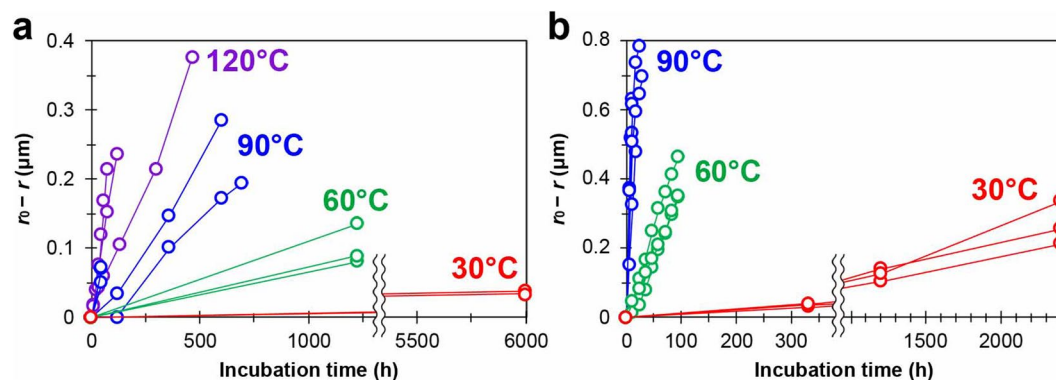 a
0.4
0.3
0.2
0.1
0
r₀ – r (μm)
120°C
90°C
60°C
30°C
0 500 1000 5500 6000
Incubation time (h)
b
0.8
0.6
0.4
0.2
0
r₀ – r (μm)
90°C
60°C
30°C
0 100 200 300 1500 2000
Incubation time (h)